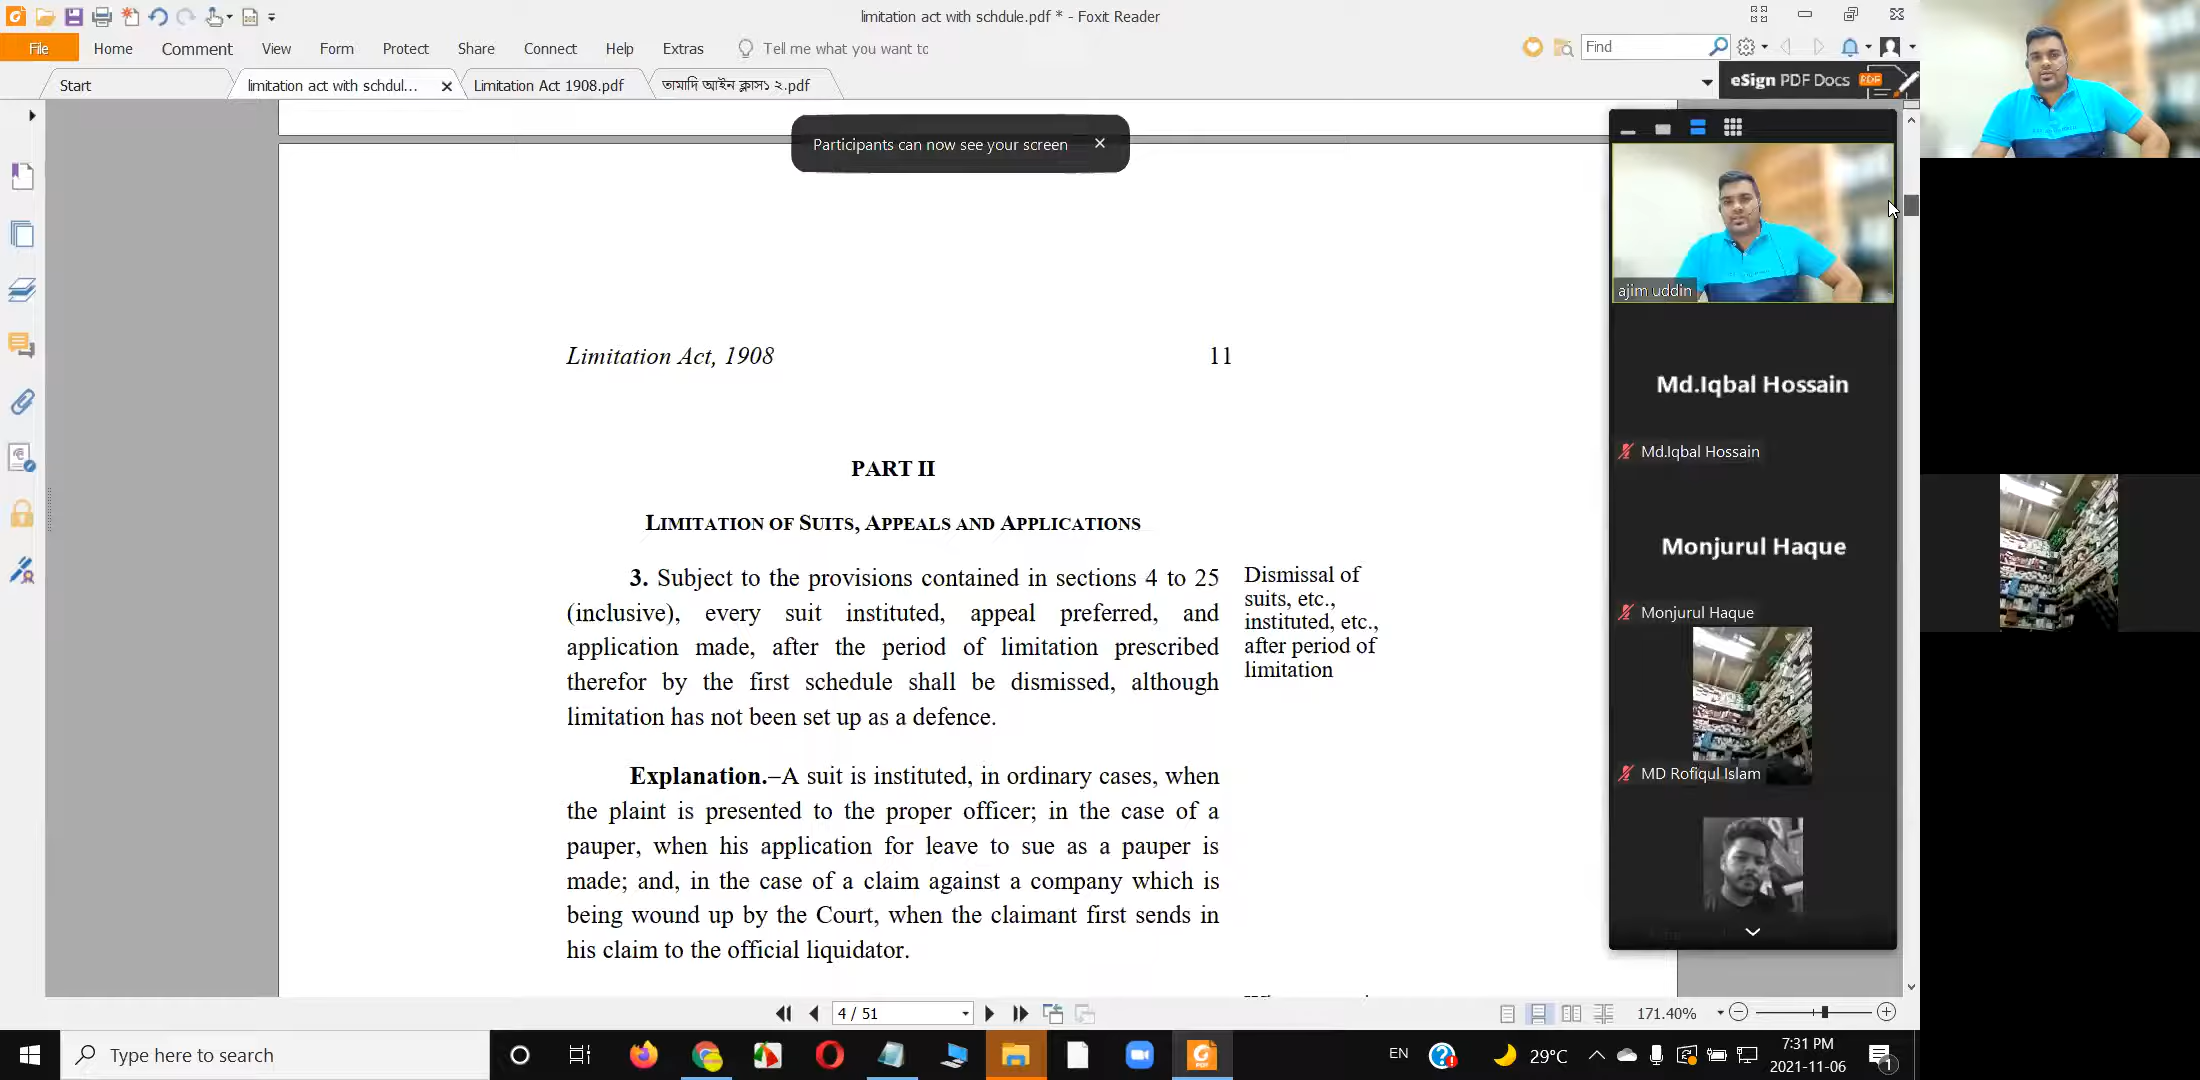 limitation act with schdule.pdf * - Foxit Reader
File Home Comment View Form Protect Share Connect Help Extras Tell me what you want to Find
Start limitation act with schdul... Limitation Act 1908.pdf তামাদি আইন ক্লাস১ ২.pdf eSign PDF Docs
Participants can now see your screen
Limitation Act, 1908 11
PART II
LIMITATION OF SUITS, APPEALS AND APPLICATIONS
3. Subject to the provisions contained in sections 4 to 25
(inclusive), every suit instituted, appeal preferred, and
application made, after the period of limitation prescribed
therefor by the first schedule shall be dismissed, although
limitation has not been set up as a defence.
Dismissal of
suits, etc.,
instituted, etc.,
after period of
limitation
Explanation.–A suit is instituted, in ordinary cases, when
the plaint is presented to the proper officer; in the case of a
pauper, when his application for leave to sue as a pauper is
made; and, in the case of a claim against a company which is
being wound up by the Court, when the claimant first sends in
his claim to the official liquidator.
ajim uddin
Md.Iqbal Hossain
Md.Iqbal Hossain
Monjurul Haque
Monjurul Haque
MD Rofiqul Islam
4 / 51
171.40%
Type here to search
EN
29°C
7:31 PM
2021-11-06
1